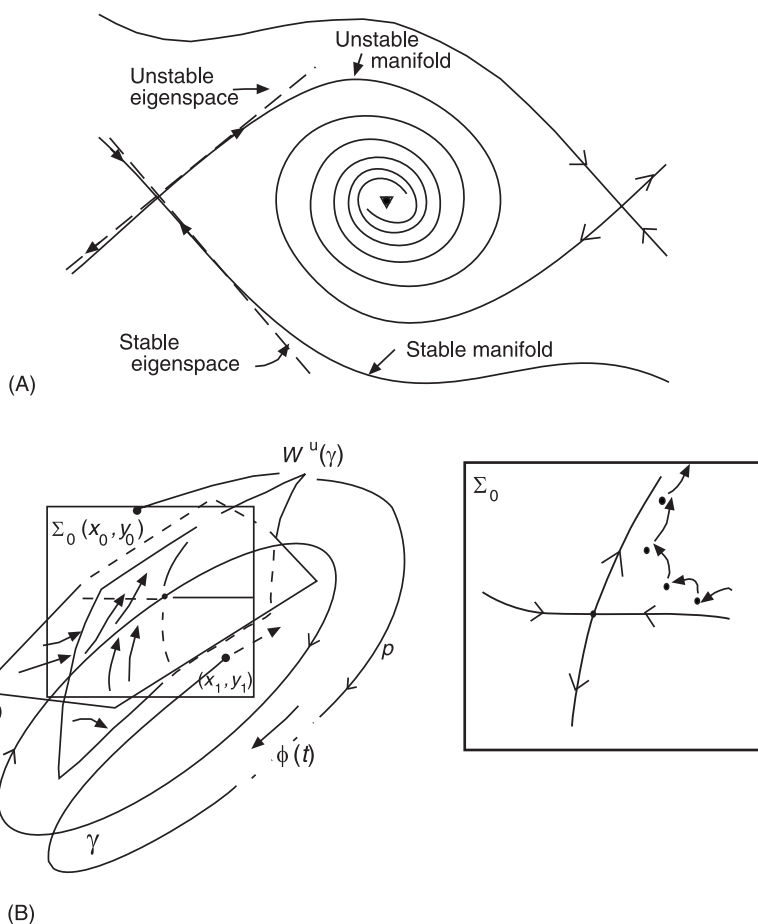 Unstable
manifold
Unstable
eigenspace
Stable
eigenspace
Stable manifold
(A)
W u(γ)
Σ0 (x0, y0)
Σ0
p
(x1, y1)
ϕ(t)
γ
(B)